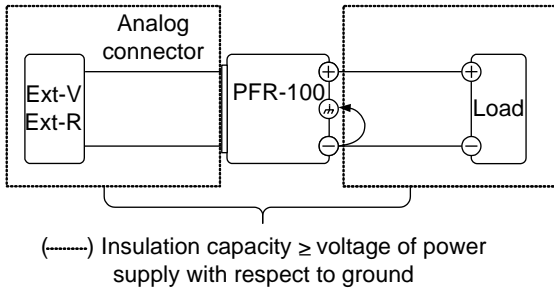 Analog
connector
Ext-V
Ext-R
PFR-100
+
-
+
-
Load
(┈┈┈) Insulation capacity ≥ voltage of power
supply with respect to ground